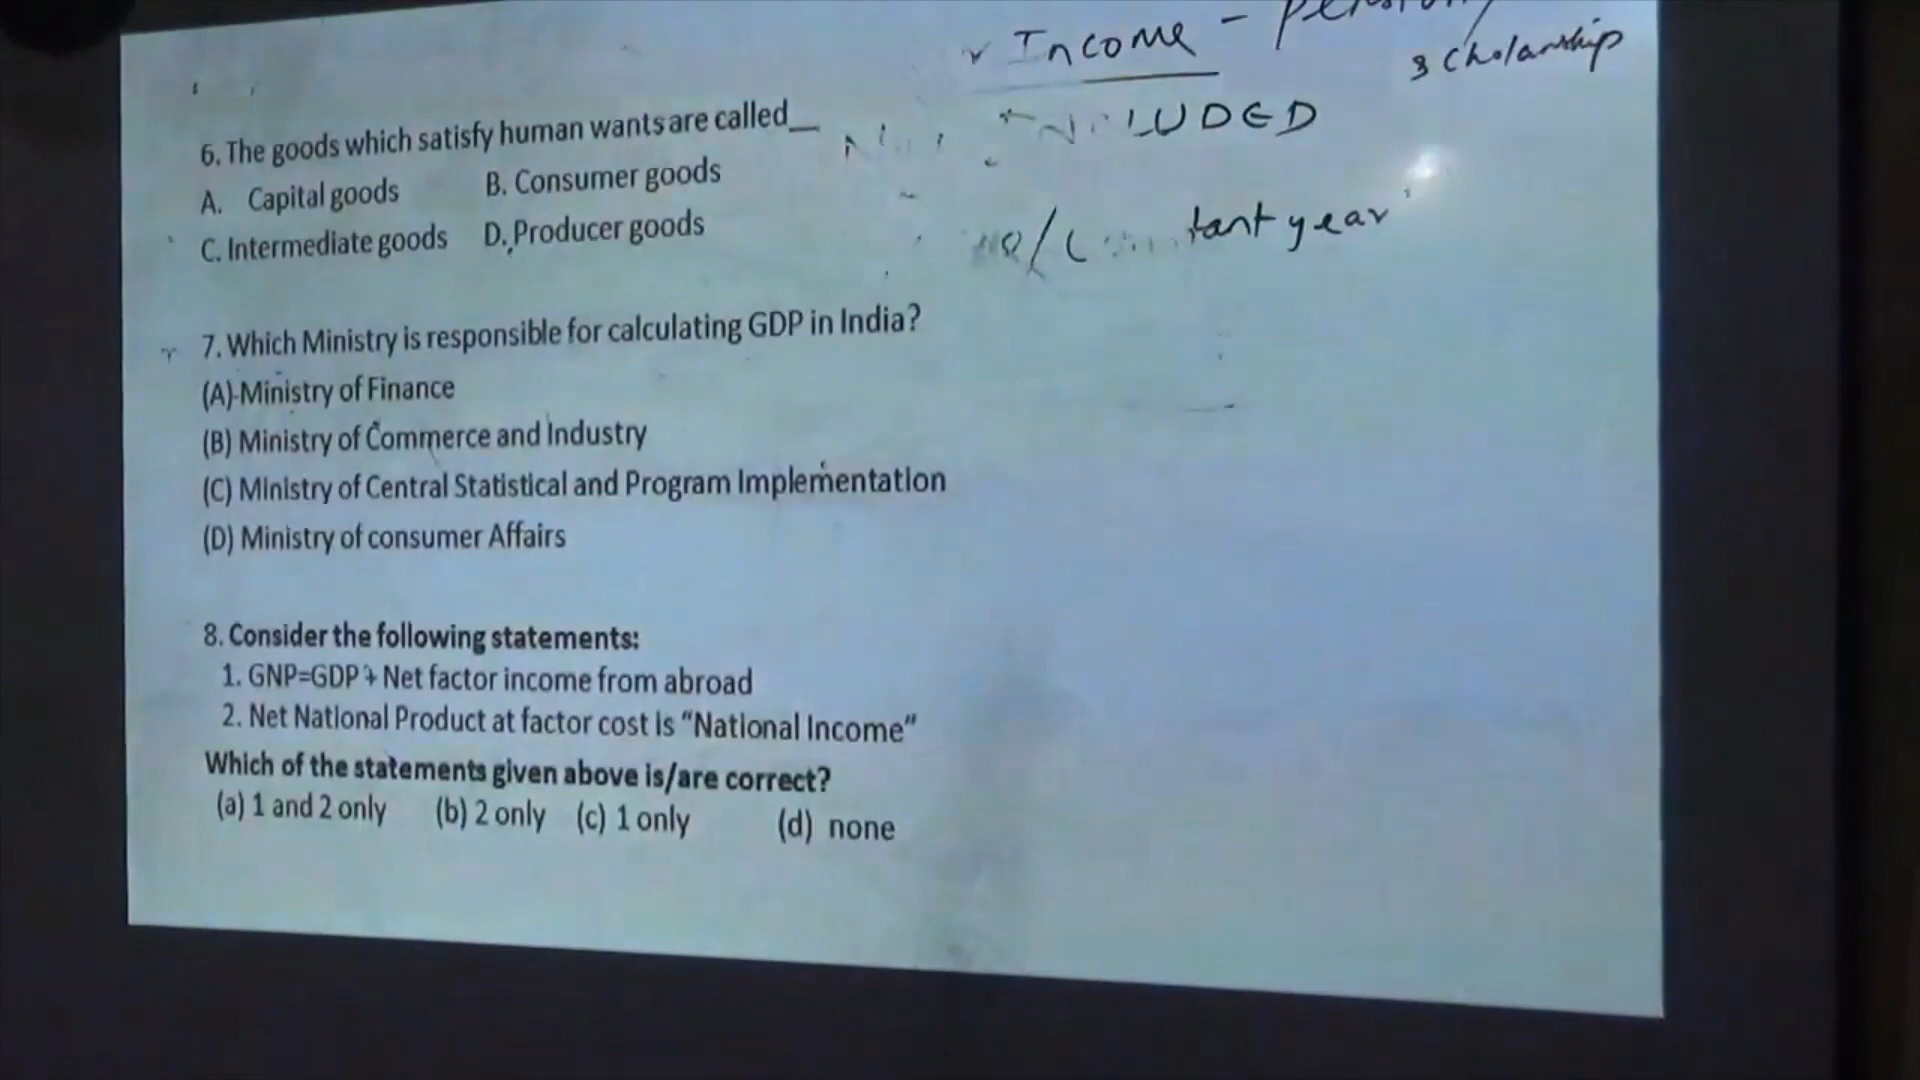 Income -
scholarship
6. The goods which satisfy human wants are called__
A. Capital goods B. Consumer goods
C. Intermediate goods D. Producer goods
tant year
7. Which Ministry is responsible for calculating GDP in India?
(A) Ministry of Finance
(B) Ministry of Commerce and Industry
(C) Ministry of Central Statistical and Program Implementation
(D) Ministry of consumer Affairs
8. Consider the following statements:
1. GNP=GDP + Net factor income from abroad
2. Net National Product at factor cost is "National Income"
Which of the statements given above is/are correct?
(a) 1 and 2 only (b) 2 only (c) 1 only (d) none